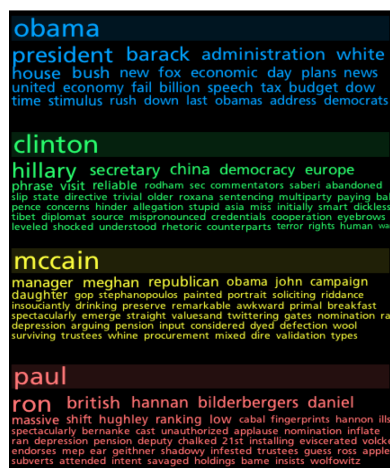 obama
president barack administration white
house bush new fox economic day plans news
united economy fail billion speech tax budget dow
time stimulus rush down last obamas address democrats
clinton
hillary secretary china democracy europe
phrase visit reliable rodham sec commentators saberi abandoned
slip state directive trivial older roxana sentencing multiparty paying bal
pence concerns hinder allegation stupid asia miss initially smart dickless
tibet diplomat source mispronounced credentials cooperation eyebrows
leveled shocked understood rhetoric counterparts terror rights human wa
mccain
manager meghan republican obama john campaign
daughter gop stephanopoulos painted portrait soliciting riddance
insouciantly drinking preserve remarkable awkward primal breakfast
spectacularly emerge straight valuesand twittering gates nomination ra
depression arguing pension input considered dyed defection wool
surviving trustees whine procurement mixed dire validation types
paul
ron british hannan bilderbergers daniel
massive shift hughley ranking low cabal fingerprints hannon ills
spectacularly bernanke cast unauthorized applause nomination inflate
ran depression pension deputy chalked 21st installing eviscerated volck
endorses mep ear geithner shadowy infested trustees guess ross applau
subverts attended intent savaged holdings bame insists wolfowitz